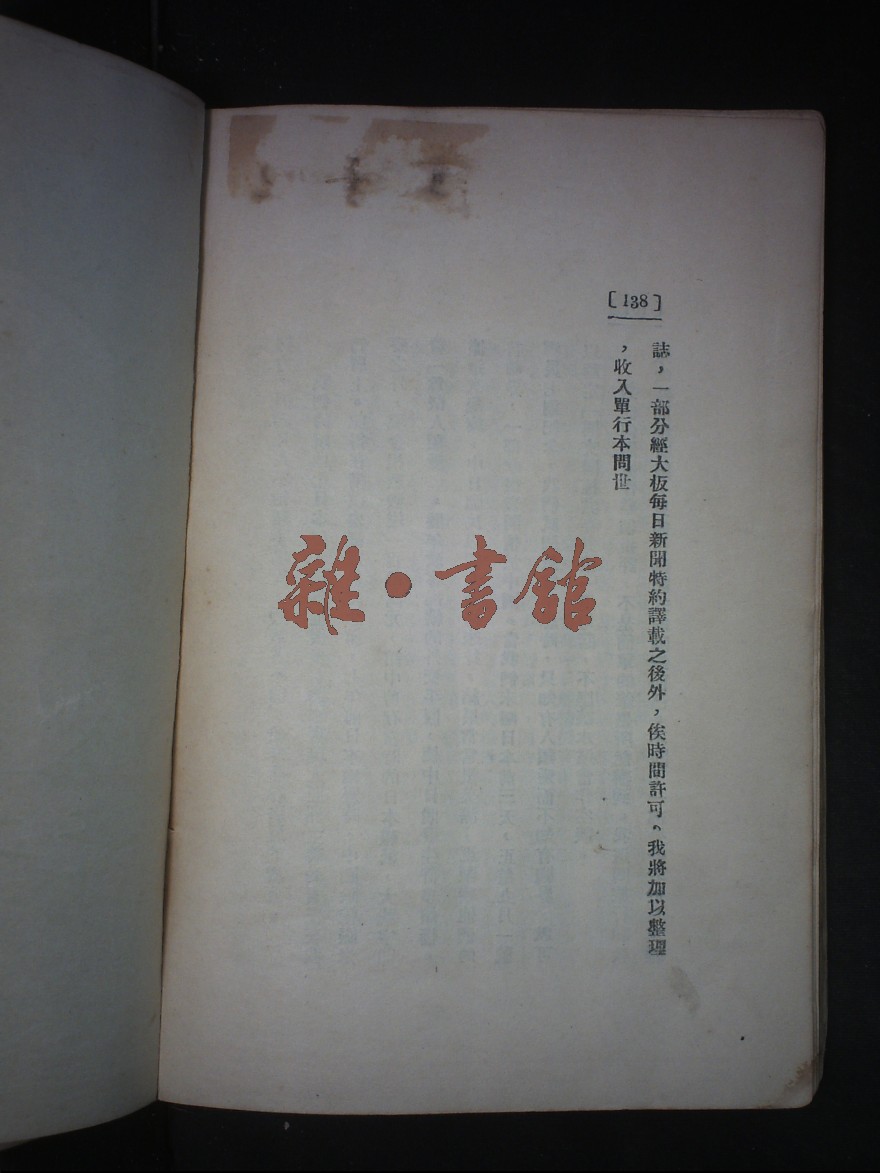 [138]
誌，一部分經大板每日新聞特約譯載之後外，俟時間許可，我將加以整理
，收入單行本問世
雜·書館